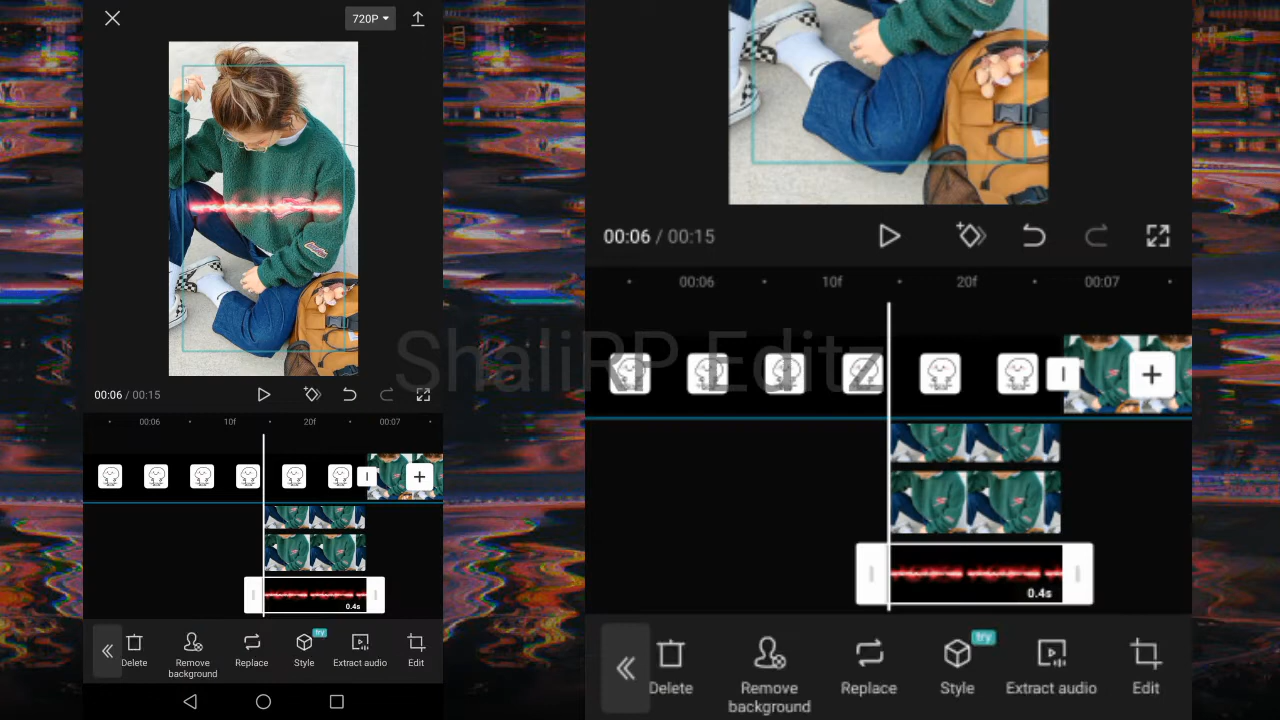 720P
00:06 / 00:15
00:06 10f 20f 00:07
0.4s
Delete Remove background Replace Style try Extract audio Edit
ShaliRP Editz
00:06 / 00:15
00:06 10f 20f 00:07
0.4s
Delete Remove background Replace Style try Extract audio Edit